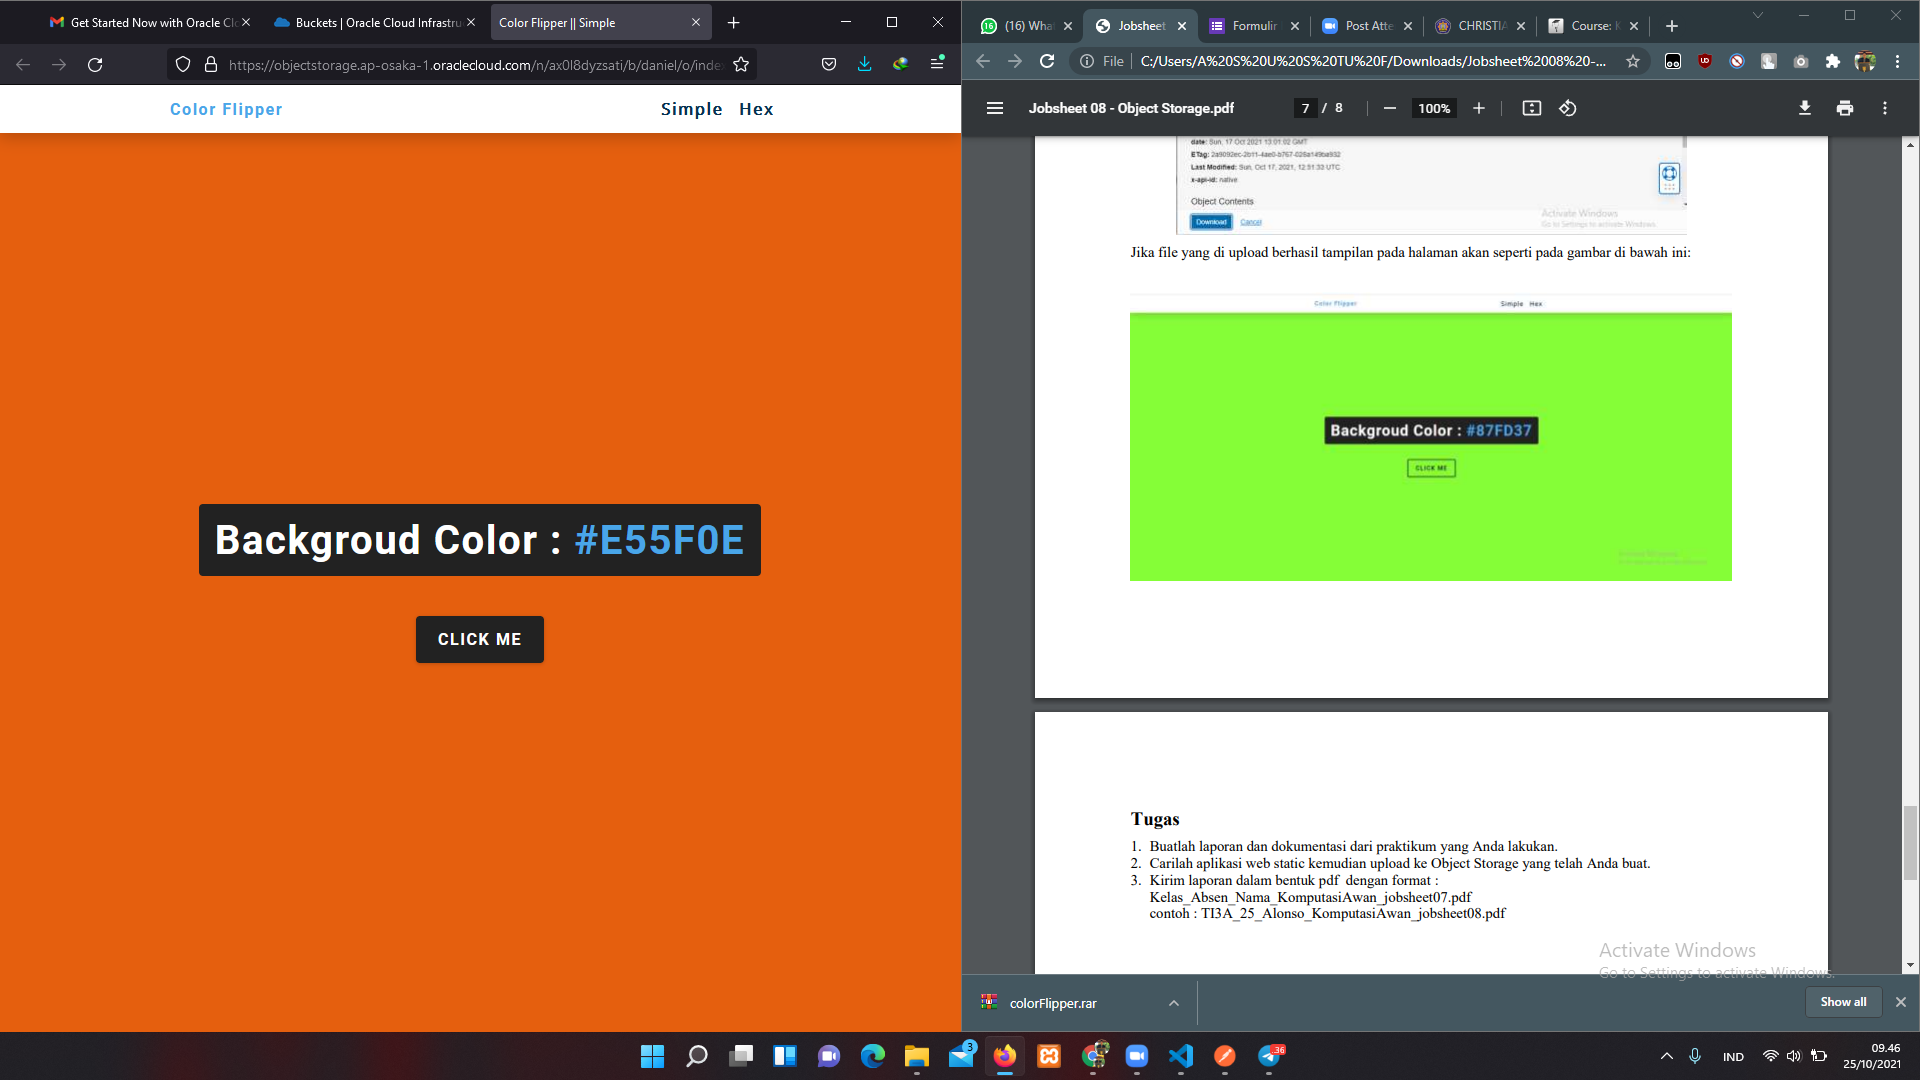 Get Started Now with Oracle Clo
Buckets | Oracle Cloud Infrastru
Color Flipper || Simple
https://objectstorage.ap-osaka-1.oraclecloud.com/n/ax0l8dyzsati/b/daniel/o/index
Color Flipper
Simple Hex
Backgroud Color : #E55F0E
CLICK ME
(16) Wha
Jobsheet
Formulir
Post Atte
CHRISTIA
Course: K
File
C:/Users/A%20S%20U%20S%20TU%20F/Downloads/Jobsheet%2008%20-...
Jobsheet 08 - Object Storage.pdf
7 / 8
100%
date: Sun, 17 Oct 2021 13:01:02 GMT
Last Modified: Sun, Oct 17, 2021, 12:51:33 UTC
x-api-id: native
Object Contents
Download Cancel
Activate Windows
Go to Settings to activate Windows.
Jika file yang di upload berhasil tampilan pada halaman akan seperti pada gambar di bawah ini:
Color Flipper
Simple Hex
Backgroud Color : #87FD37
CLICK ME
Tugas
1. Buatlah laporan dan dokumentasi dari praktikum yang Anda lakukan.
2. Carilah aplikasi web static kemudian upload ke Object Storage yang telah Anda buat.
3. Kirim laporan dalam bentuk pdf dengan format :
Kelas_Absen_Nama_KomputasiAwan_jobsheet07.pdf
contoh : TI3A_25_Alonso_KomputasiAwan_jobsheet08.pdf
Activate Windows
Go to Settings to activate Windows.
colorFlipper.rar
Show all
3
36
IND
09.46
25/10/2021